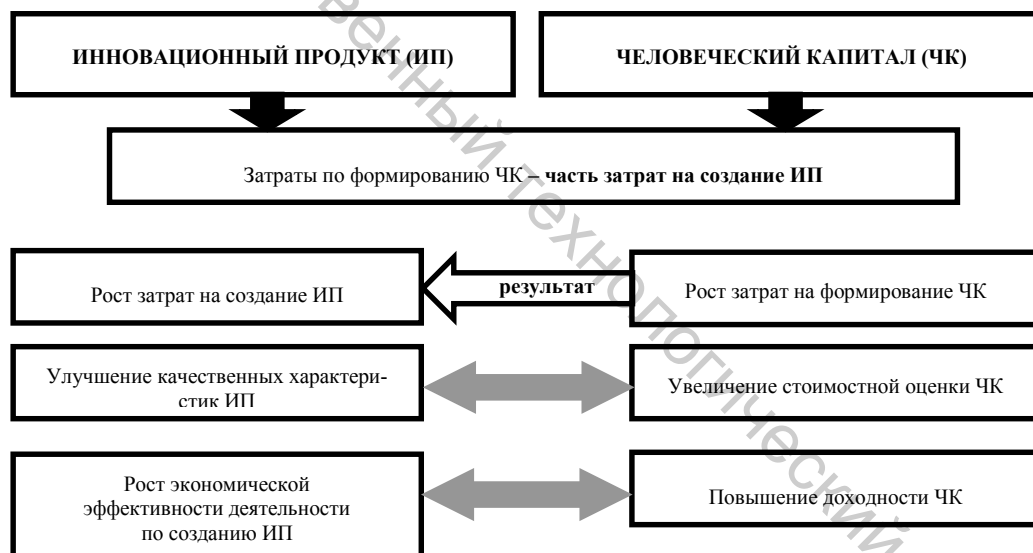 ИННОВАЦИОННЫЙ ПРОДУКТ (ИП)
ЧЕЛОВЕЧЕСКИЙ КАПИТАЛ (ЧК)
Затраты по формированию ЧК – часть затрат на создание ИП
Рост затрат на создание ИП
результат
Рост затрат на формирование ЧК
Улучшение качественных характери-
стик ИП
Увеличение стоимостной оценки ЧК
Рост экономической
эффективности деятельности
по созданию ИП
Повышение доходности ЧК
венный технологический